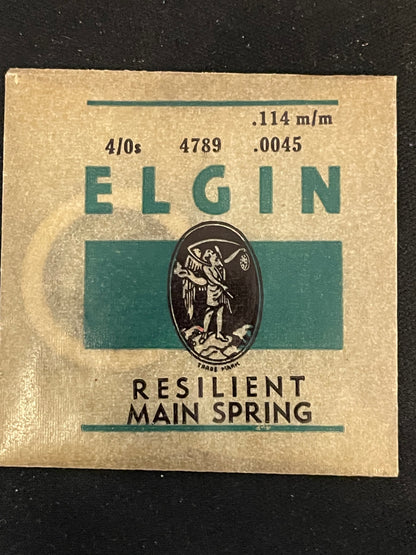 .114 m/m
4/0s 4789 .0045
ELGIN
TRADE MARK
RESILIENT
MAIN SPRING